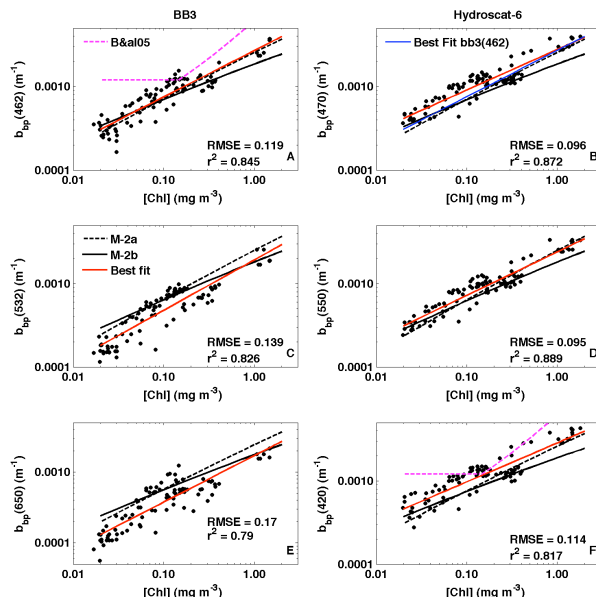 BB3
Hydroscat-6
B&al05
0.0010
0.0001
b_bp(462) (m⁻¹)
RMSE = 0.119
r² = 0.845
A
0.01 0.10 1.00
[Chl] (mg m⁻³)
Best Fit bb3(462)
0.0010
0.0001
b_bp(470) (m⁻¹)
RMSE = 0.096
r² = 0.872
B
0.01 0.10 1.00
[Chl] (mg m⁻³)
M-2a
M-2b
Best fit
0.0010
0.0001
b_bp(532) (m⁻¹)
RMSE = 0.139
r² = 0.826
C
0.01 0.10 1.00
[Chl] (mg m⁻³)
0.0010
0.0001
b_bp(550) (m⁻¹)
RMSE = 0.095
r² = 0.889
D
0.01 0.10 1.00
[Chl] (mg m⁻³)
0.0010
0.0001
b_bp(650) (m⁻¹)
RMSE = 0.17
r² = 0.79
E
0.01 0.10 1.00
[Chl] (mg m⁻³)
0.0010
0.0001
b_bp(420) (m⁻¹)
RMSE = 0.114
r² = 0.817
F
0.01 0.10 1.00
[Chl] (mg m⁻³)